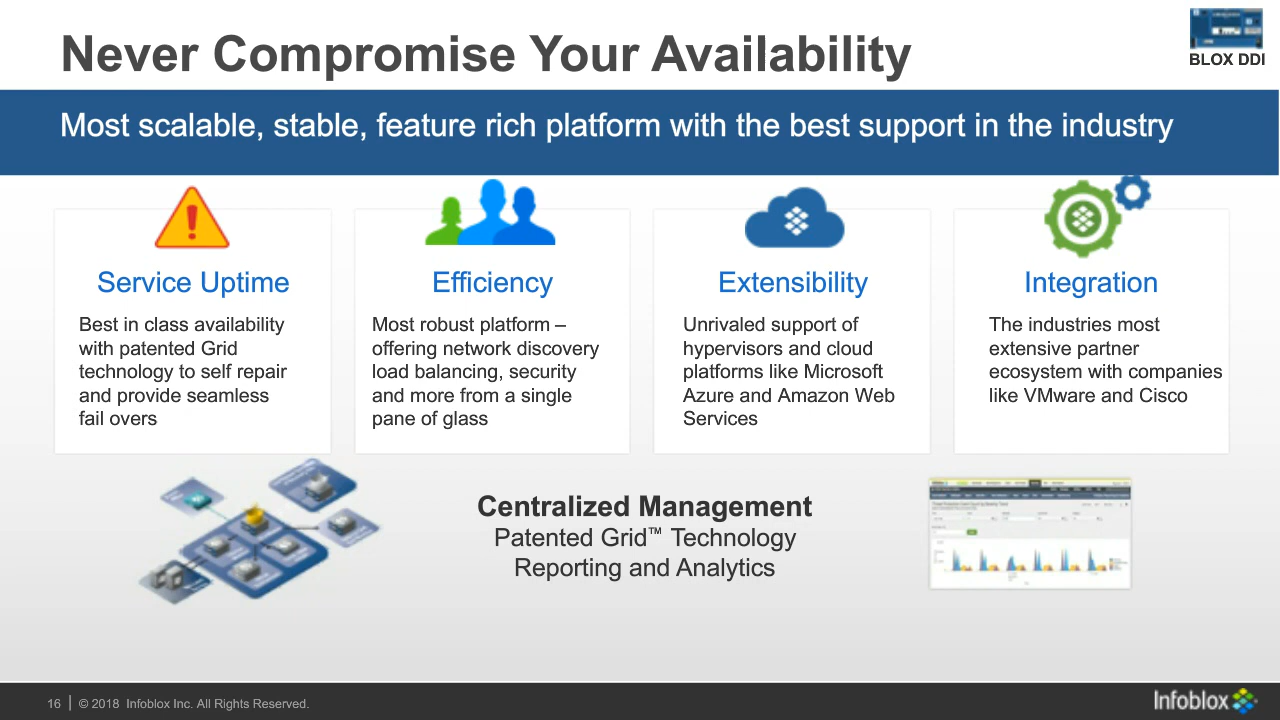 Never Compromise Your Availability
BLOX DDI
Most scalable, stable, feature rich platform with the best support in the industry
Service Uptime
Best in class availability
with patented Grid
technology to self repair
and provide seamless
fail overs
Efficiency
Most robust platform –
offering network discovery
load balancing, security
and more from a single
pane of glass
Extensibility
Unrivaled support of
hypervisors and cloud
platforms like Microsoft
Azure and Amazon Web
Services
Integration
The industries most
extensive partner
ecosystem with companies
like VMware and Cisco
Centralized Management
Patented Grid™ Technology
Reporting and Analytics
16 | © 2018 Infoblox Inc. All Rights Reserved.
Infoblox